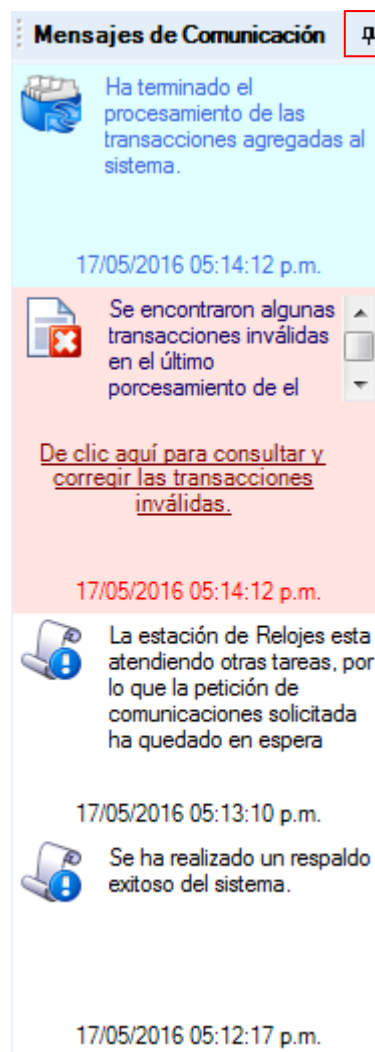 Mensajes de Comunicación
Ha terminado el
procesamiento de las
transacciones agregadas al
sistema.
17/05/2016 05:14:12 p.m.
Se encontraron algunas
transacciones inválidas
en el último
porcesamiento de el
De clic aquí para consultar y
corregir las transacciones
inválidas.
17/05/2016 05:14:12 p.m.
La estación de Relojes esta
atendiendo otras tareas, por
lo que la petición de
comunicaciones solicitada
ha quedado en espera
17/05/2016 05:13:10 p.m.
Se ha realizado un respaldo
exitoso del sistema.
17/05/2016 05:12:17 p.m.